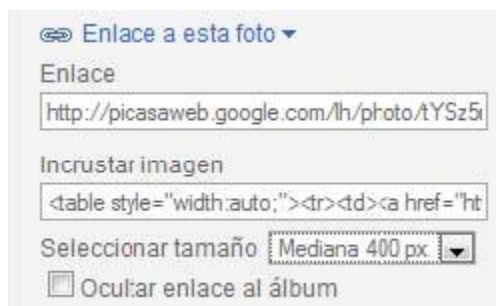 Enlace a esta foto
Enlace
http://picasaweb.google.com/lh/photo/tYSz5
Incrustar imagen
<table style="width:auto;"><tr><td><a href="ht
Seleccionar tamaño Mediana 400 px
Ocultar enlace al álbum